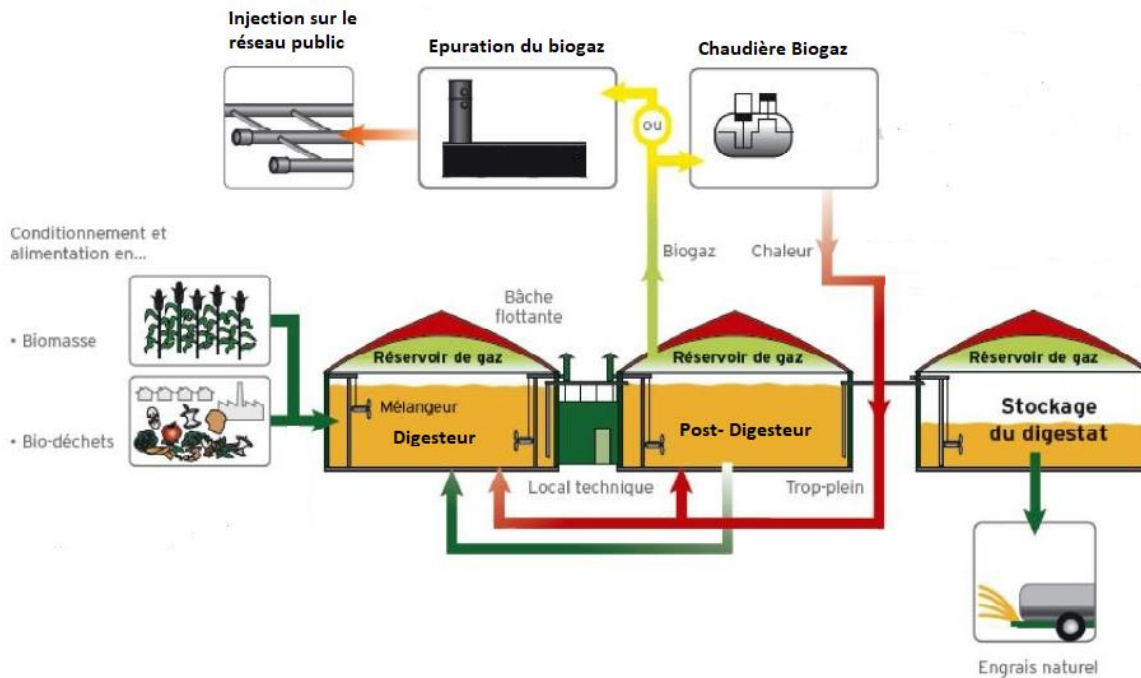 Injection sur le
réseau public
Epuration du biogaz
Chaudière Biogaz
ou
Conditionnement et
alimentation en...
Biogaz
Chaleur
Bâche
flottante
• Biomasse
Réservoir de gaz
Réservoir de gaz
Réservoir de gaz
Mélangeur
Digesteur
Post- Digesteur
Stockage
du digestat
• Bio-déchets
Local technique
Trop-plein
Engrais naturel